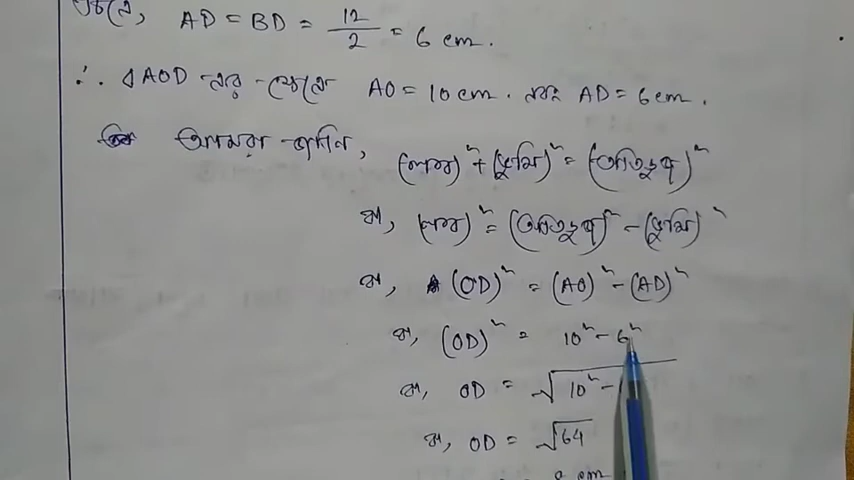 AD = BD = 12/2 = 6 cm.
∴ ΔAOD এর ক্ষেত্রে AO = 10 cm. এবং AD = 6 cm.
আমরা জানি,
(লম্ব)² + (ভূমি)² = (অতিভুজ)²
বা, (লম্ব)² = (অতিভুজ)² - (ভূমি)²
বা, (OD)² = (AO)² - (AD)²
বা, (OD)² = 10² - 6²
বা, OD = √10² -
বা, OD = √64
cm